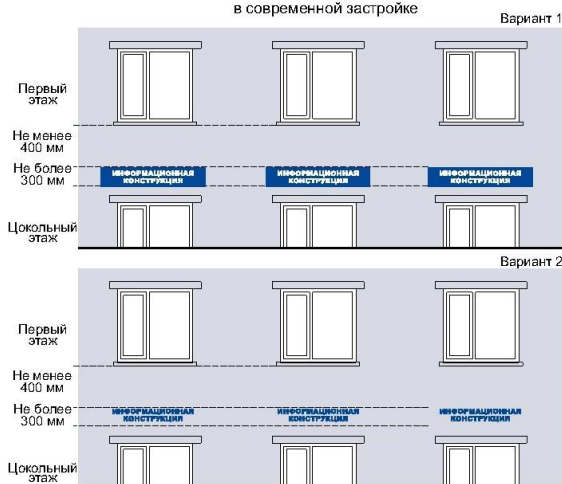 в современной застройке
Вариант 1
Первый
этаж
Не менее
400 мм
Не более
300 мм
ИНФОРМАЦИОННАЯ
КОНСТРУКЦИЯ
ИНФОРМАЦИОННАЯ
КОНСТРУКЦИЯ
ИНФОРМАЦИОННАЯ
КОНСТРУКЦИЯ
Цокольный
этаж
Вариант 2
Первый
этаж
Не менее
400 мм
Не более
300 мм
ИНФОРМАЦИОННАЯ
КОНСТРУКЦИЯ
ИНФОРМАЦИОННАЯ
КОНСТРУКЦИЯ
ИНФОРМАЦИОННАЯ
КОНСТРУКЦИЯ
Цокольный
этаж